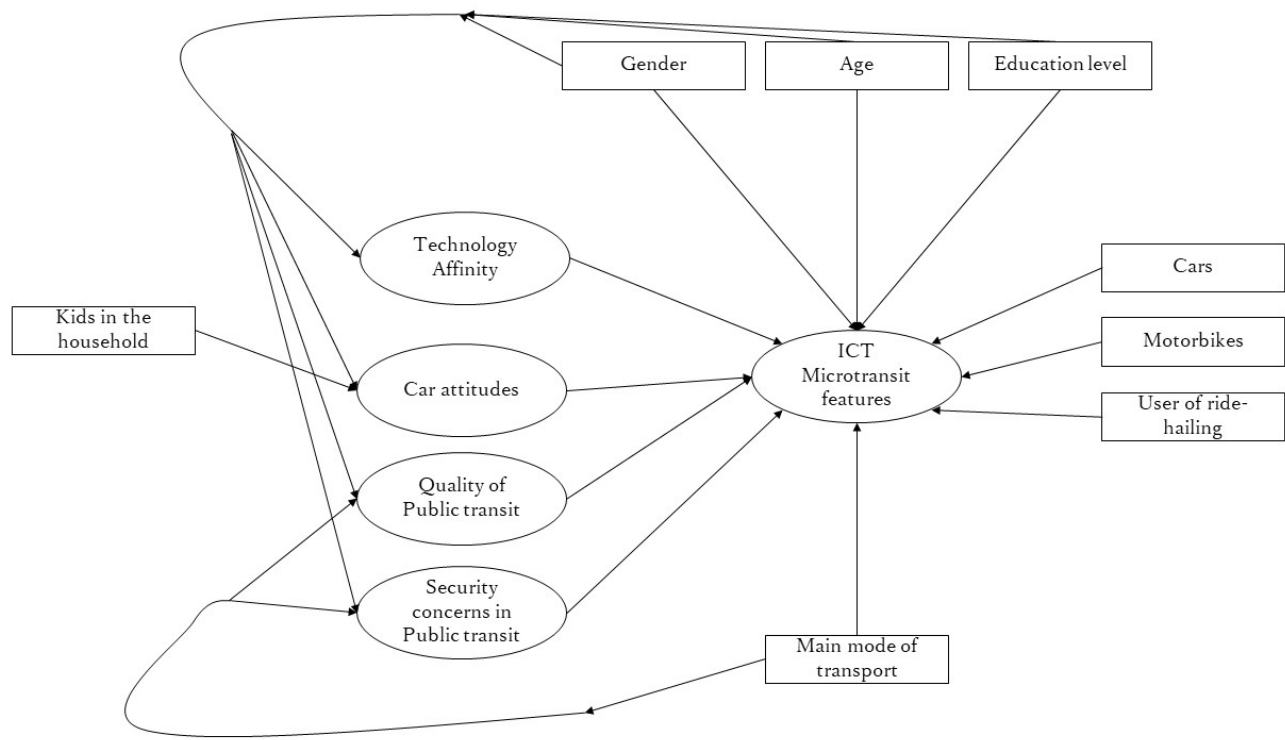 Gender
Age
Education level
Technology
Affinity
Cars
Kids in the
household
Motorbikes
ICT
Microtransit
features
Car attitudes
User of ride-
hailing
Quality of
Public transit
Security
concerns in
Public transit
Main mode of
transport